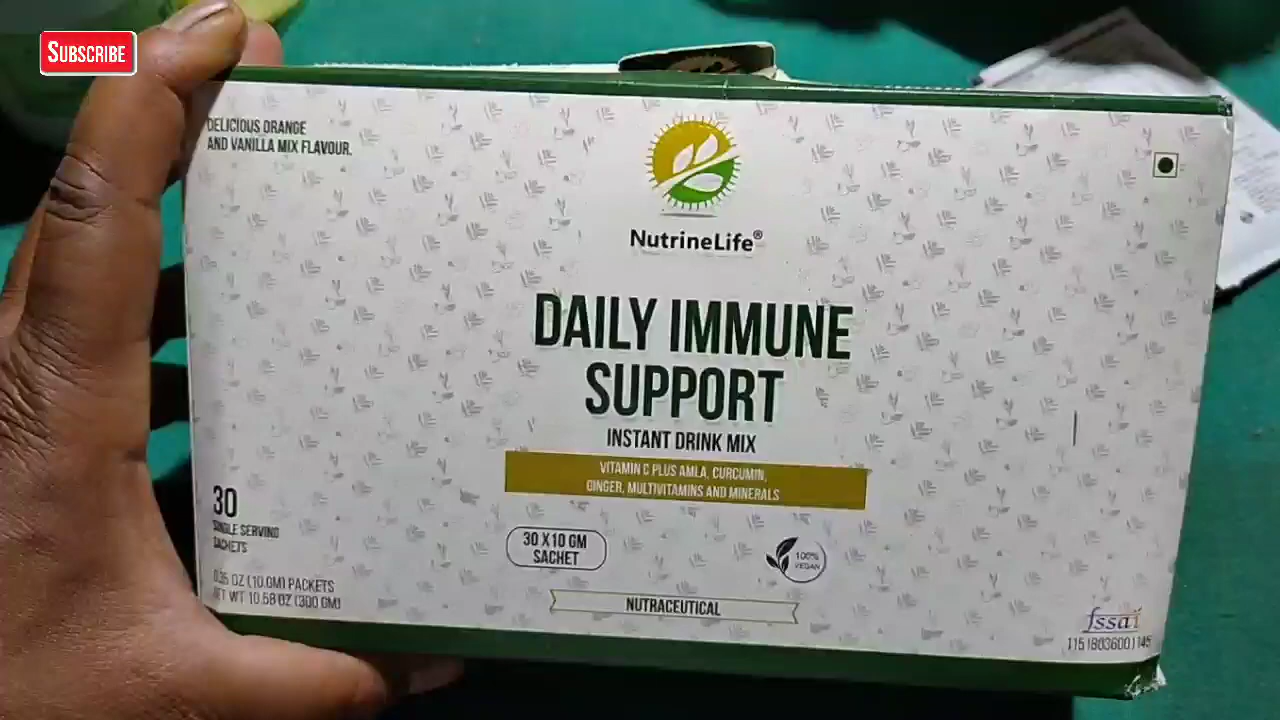 SUBSCRIBE
DELICIOUS ORANGE
AND VANILLA MIX FLAVOUR.
NutrineLife®
DAILY IMMUNE
SUPPORT
INSTANT DRINK MIX
VITAMIN C PLUS AMLA, CURCUMIN,
GINGER, MULTIVITAMINS AND MINERALS
30
SINGLE SERVING
SACHETS
30 X 10 GM
SACHET
100%
VEGAN
0.35 OZ (10 GM) PACKETS
NET WT 10.58 OZ (300 GM)
NUTRACEUTICAL
fssai